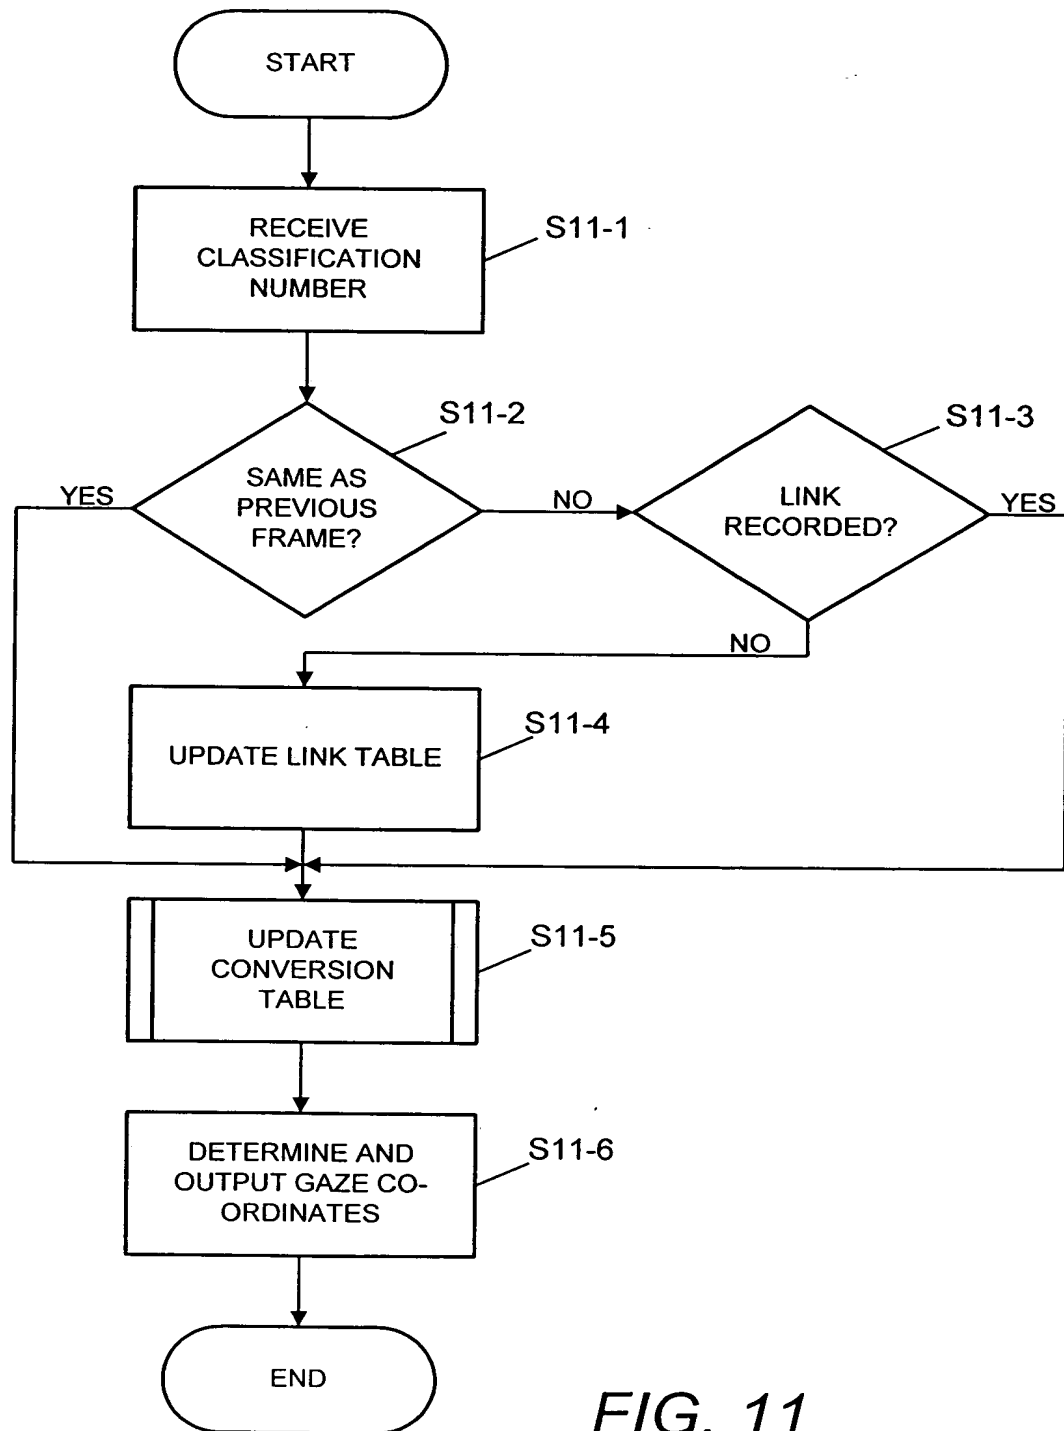 START
RECEIVE
CLASSIFICATION
NUMBER
S11-1
S11-2
SAME AS
PREVIOUS
FRAME?
YES
NO
S11-3
LINK
RECORDED?
YES
NO
UPDATE LINK TABLE
S11-4
UPDATE
CONVERSION
TABLE
S11-5
DETERMINE AND
OUTPUT GAZE CO-
ORDINATES
S11-6
END
FIG. 11